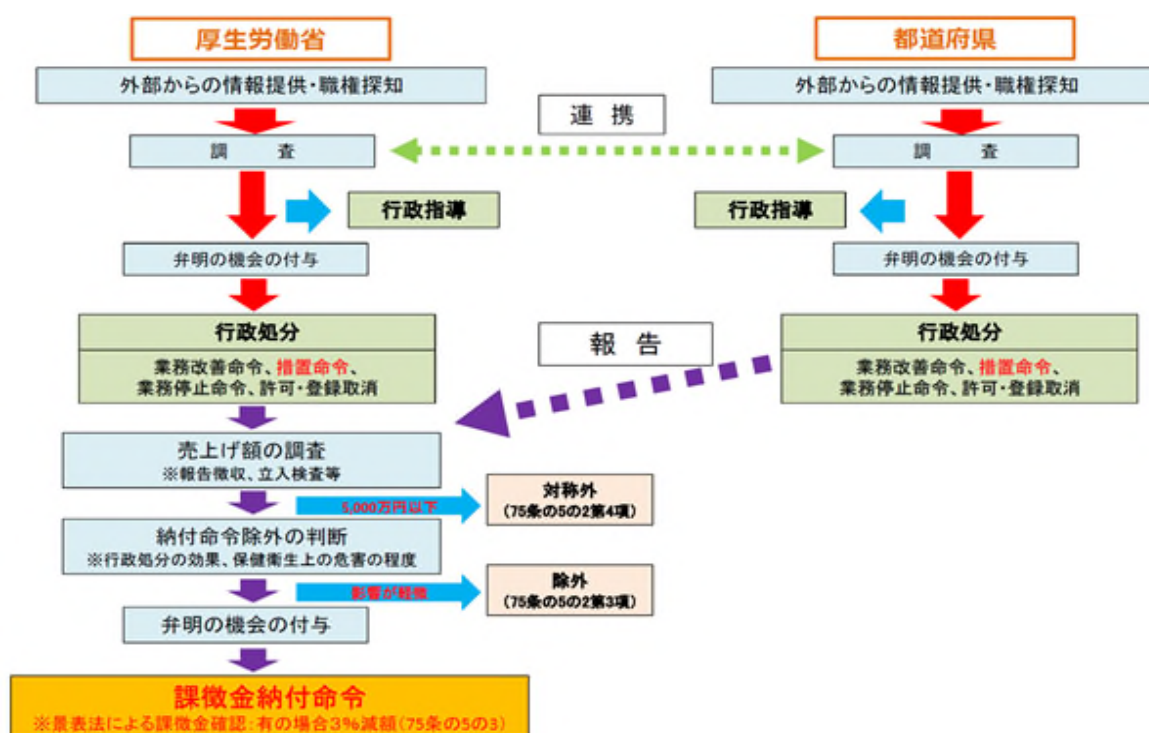 厚生労働省
外部からの情報提供・職権探知
調　査
行政指導
弁明の機会の付与
行政処分
業務改善命令、措置命令、
業務停止命令、許可・登録取消
売上げ額の調査
※報告徴収、立入検査等
5,000万円以下
対称外
(75条の5の2第4項)
納付命令除外の判断
※行政処分の効果、保健衛生上の危害の程度
影響が軽微
除外
(75条の5の2第3項)
弁明の機会の付与
課徴金納付命令
※景表法による課徴金確認:有の場合3%減額(75条の5の3)
連　携
報　告
都道府県
外部からの情報提供・職権探知
調　査
行政指導
弁明の機会の付与
行政処分
業務改善命令、措置命令、
業務停止命令、許可・登録取消